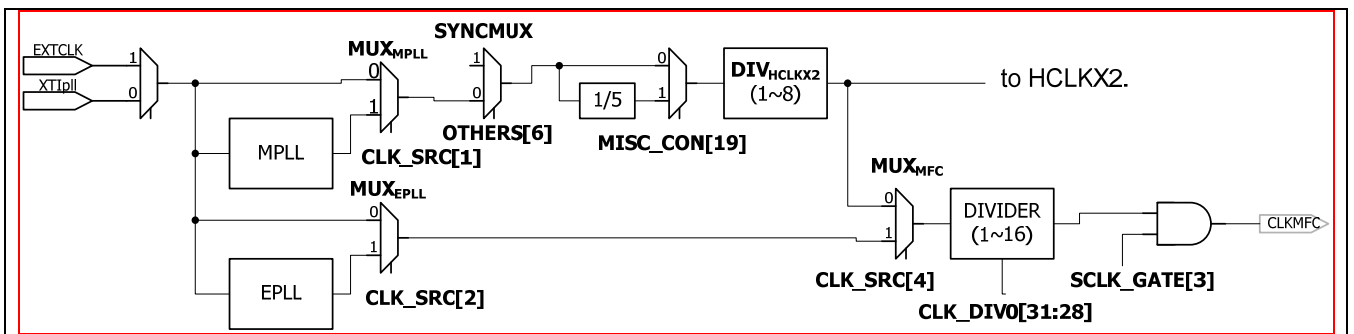 SYNCMUX
EXTCLK
1
MUXMPLL
1
0
XTIpll
0
0
1
0
1/5
1
DIVHCLKX2
(1~8)
to HCLKX2.
OTHERS[6]
MISC_CON[19]
MPLL
CLK_SRC[1]
MUXEPLL
MUXMFC
0
1
0
1
DIVIDER
(1~16)
CLKMFC
EPLL
CLK_SRC[2]
CLK_SRC[4]
SCLK_GATE[3]
CLK_DIV0[31:28]